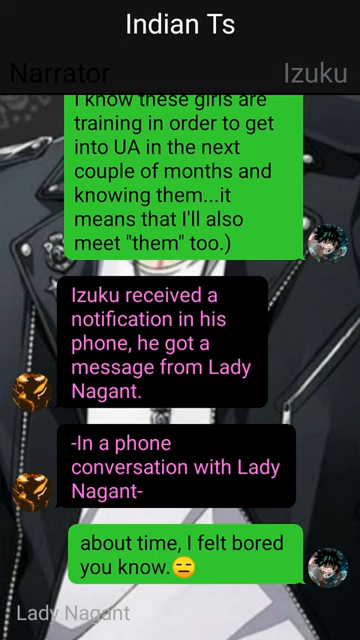 Indian Ts
Narrator
Izuku
I know these girls are
training in order to get
into UA in the next
couple of months and
knowing them...it
means that I'll also
meet "them" too.)
Izuku received a
notification in his
phone, he got a
message from Lady
Nagant.
-In a phone
conversation with Lady
Nagant-
about time, I felt bored
you know.😑
Lady Nagant